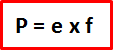 P = e x f